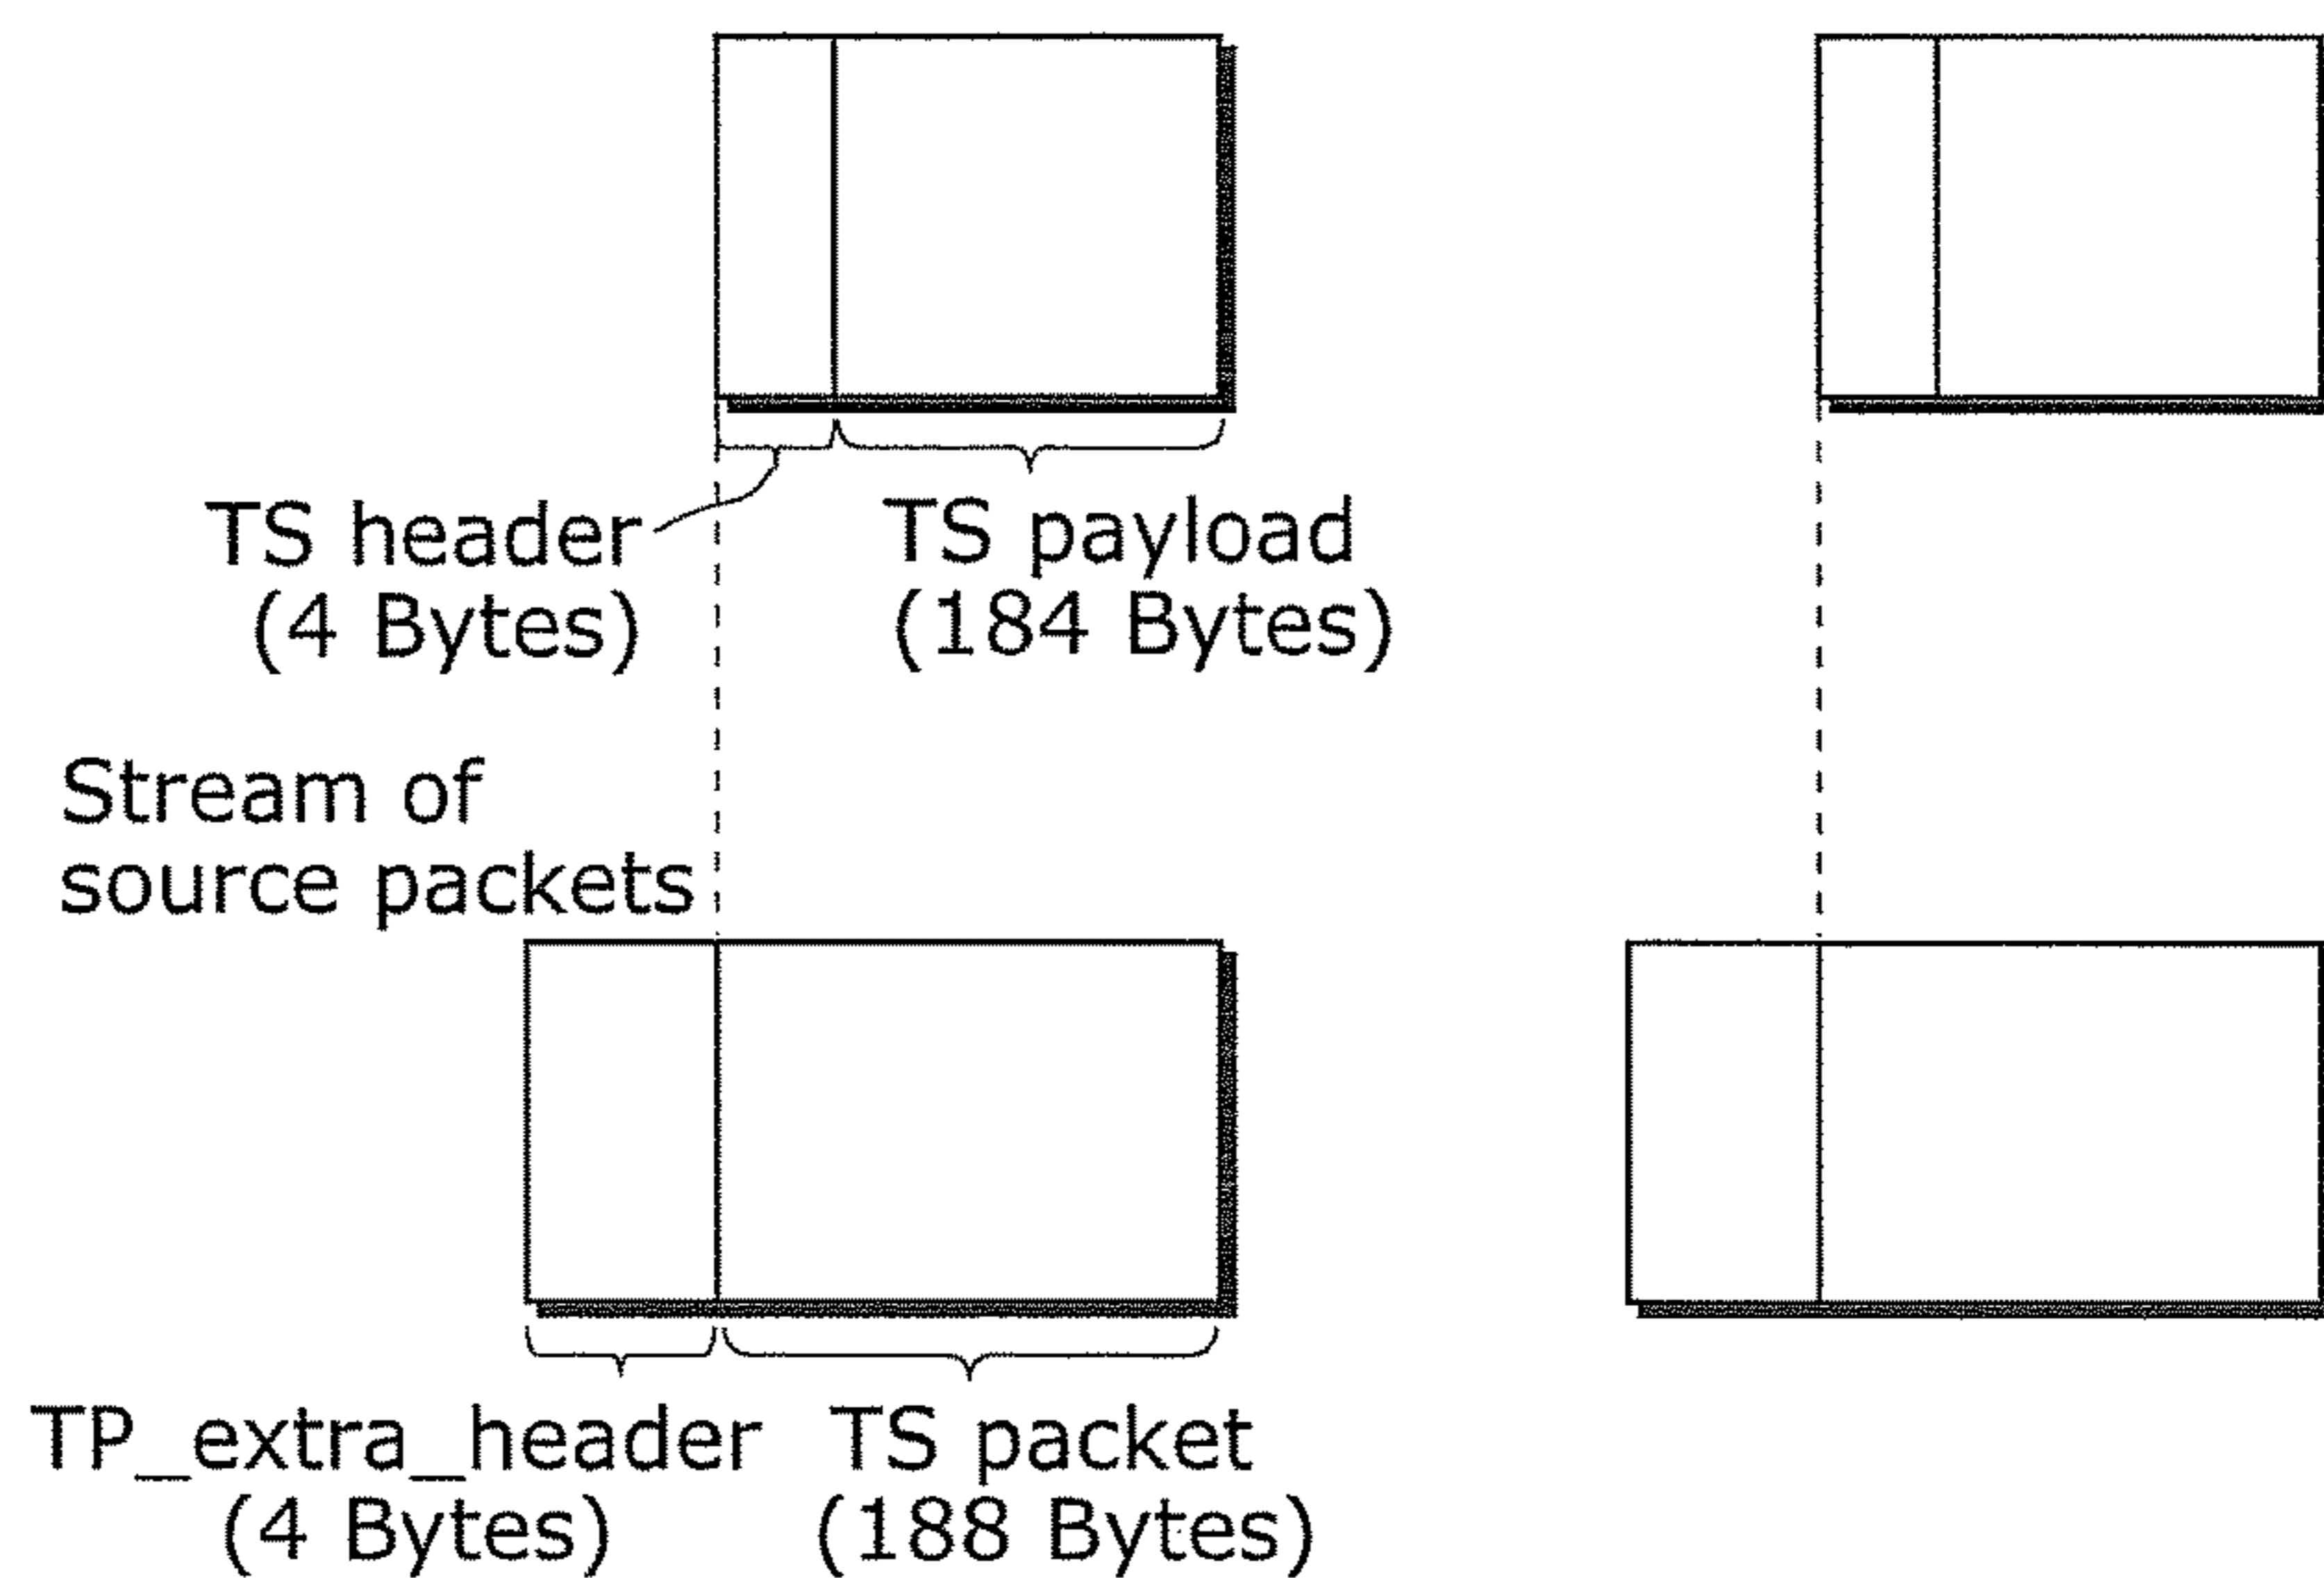 TS header
(4 Bytes)
TS payload
(184 Bytes)
Stream of
source packets
TP_extra_header
(4 Bytes)
TS packet
(188 Bytes)